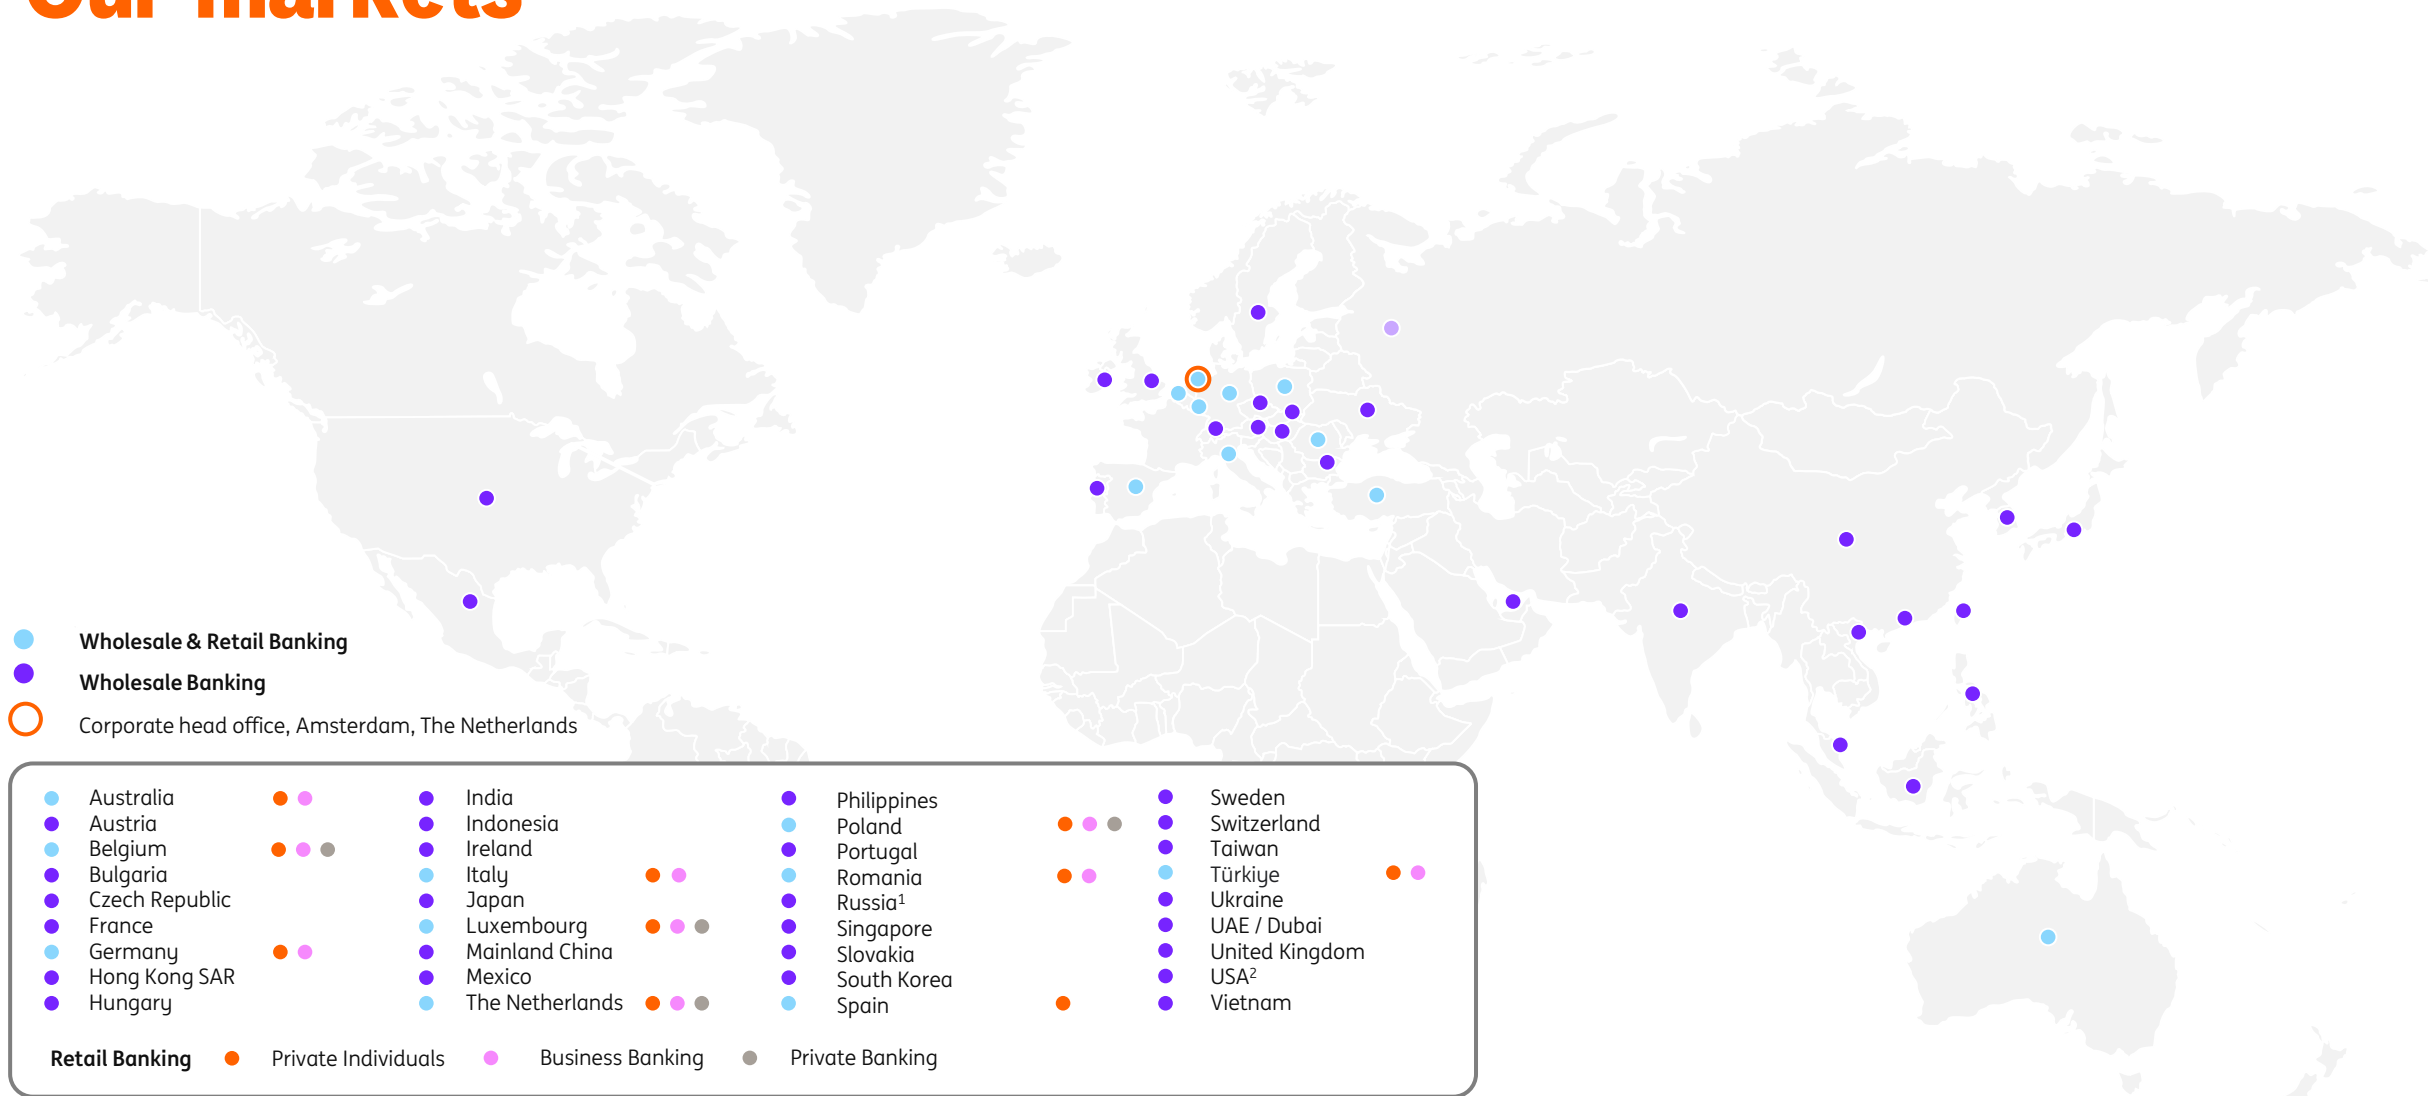 Our markets
Wholesale & Retail Banking
Wholesale Banking
Corporate head office, Amsterdam, The Netherlands
Australia
Austria
Belgium
Bulgaria
Czech Republic
France
Germany
Hong Kong SAR
Hungary
India
Indonesia
Ireland
Italy
Japan
Luxembourg
Mainland China
Mexico
The Netherlands
Philippines
Poland
Portugal
Romania
Russia¹
Singapore
Slovakia
South Korea
Spain
Sweden
Switzerland
Taiwan
Türkiye
Ukraine
UAE / Dubai
United Kingdom
USA²
Vietnam
Retail Banking Private Individuals Business Banking Private Banking